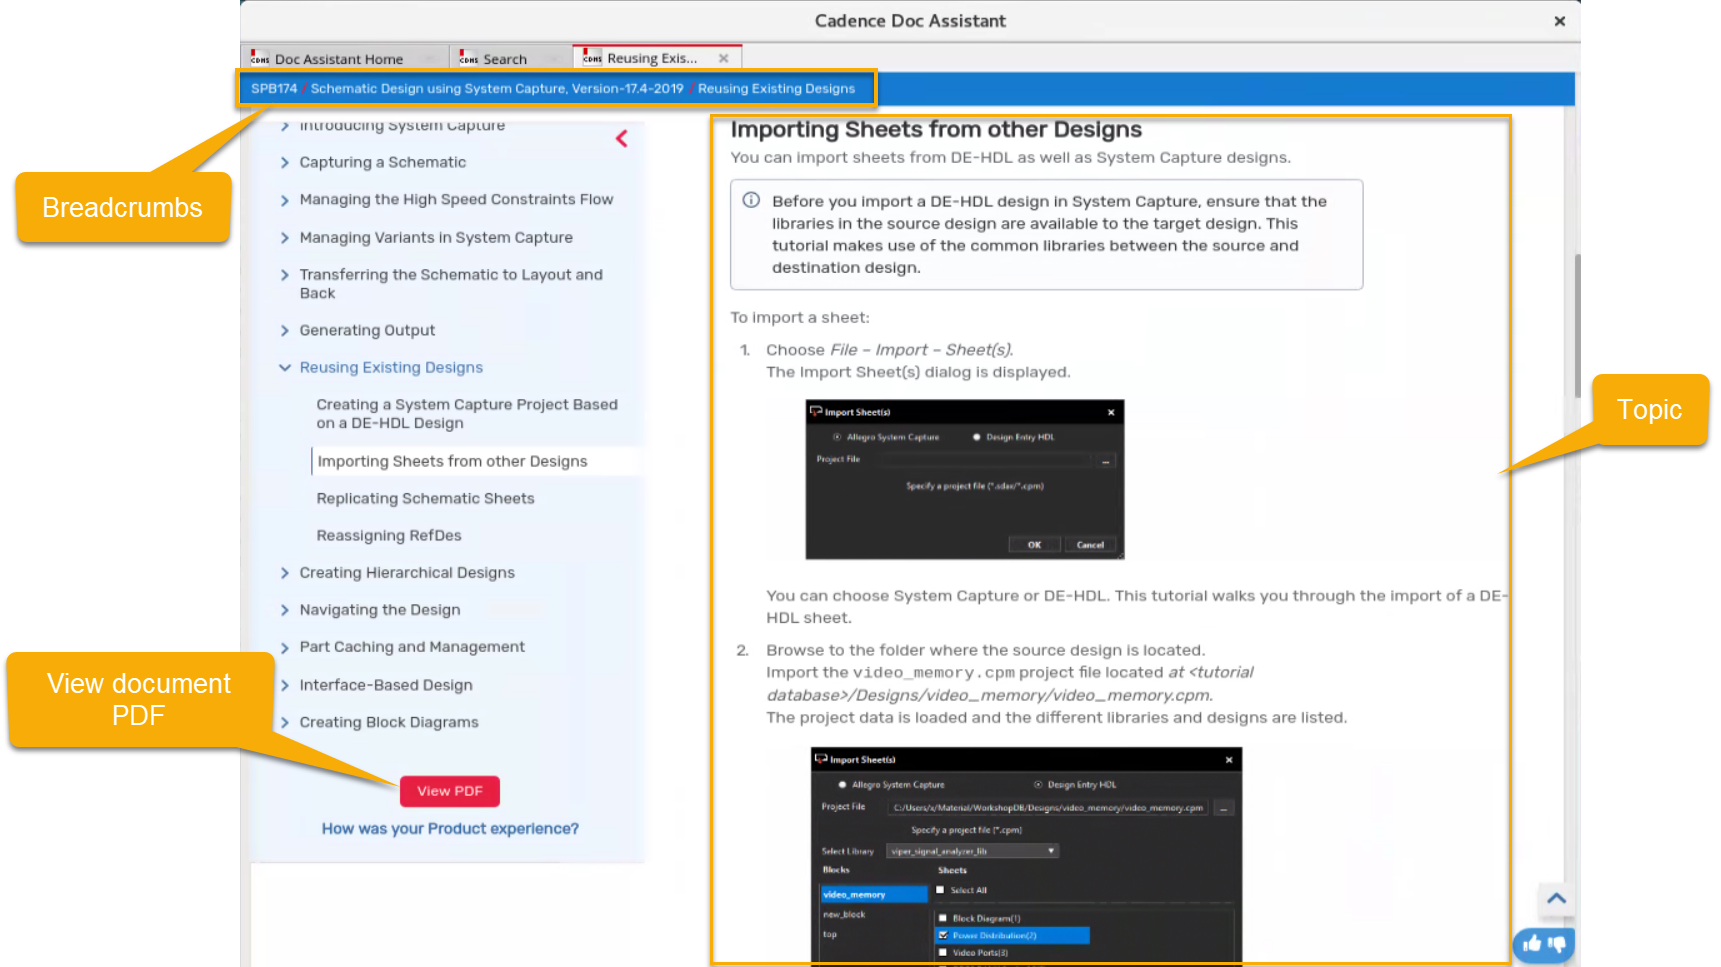 Cadence Doc Assistant
Doc Assistant Home
Search
Reusing Exis...
SPB174 / Schematic Design using System Capture, Version-17.4-2019 / Reusing Existing Designs
Breadcrumbs
Introducing System Capture
Capturing a Schematic
Managing the High Speed Constraints Flow
Managing Variants in System Capture
Transferring the Schematic to Layout and
Back
Generating Output
Reusing Existing Designs
Creating a System Capture Project Based
on a DE-HDL Design
Importing Sheets from other Designs
Replicating Schematic Sheets
Reassigning RefDes
Creating Hierarchical Designs
Navigating the Design
Part Caching and Management
Interface-Based Design
Creating Block Diagrams
View document
PDF
View PDF
How was your Product experience?
Importing Sheets from other Designs
You can import sheets from DE-HDL as well as System Capture designs.
Before you import a DE-HDL design in System Capture, ensure that the
libraries in the source design are available to the target design. This
tutorial makes use of the common libraries between the source and
destination design.
To import a sheet:
1. Choose File – Import – Sheet(s).
The Import Sheet(s) dialog is displayed.
Import Sheet(s)
Allegro System Capture Design Entry HDL
Project File ...
Specify a project file (*.sdax/*.cpm)
OK Cancel
You can choose System Capture or DE-HDL. This tutorial walks you through the import of a DE-
HDL sheet.
2. Browse to the folder where the source design is located.
Import the video_memory.cpm project file located at <tutorial
database>/Designs/video_memory/video_memory.cpm.
The project data is loaded and the different libraries and designs are listed.
Import Sheet(s)
Allegro System Capture Design Entry HDL
Project File C:/Users/x/Material/WorkshopDB/Designs/video_memory/video_memory.cpm ...
Specify a project file (*.cpm)
Select Library viper_signal_analyzer_lib
Blocks Sheets
video_memory Select All
new_block Block Diagram(1)
top Power Distribution(2)
Video Ports(3)
Topic